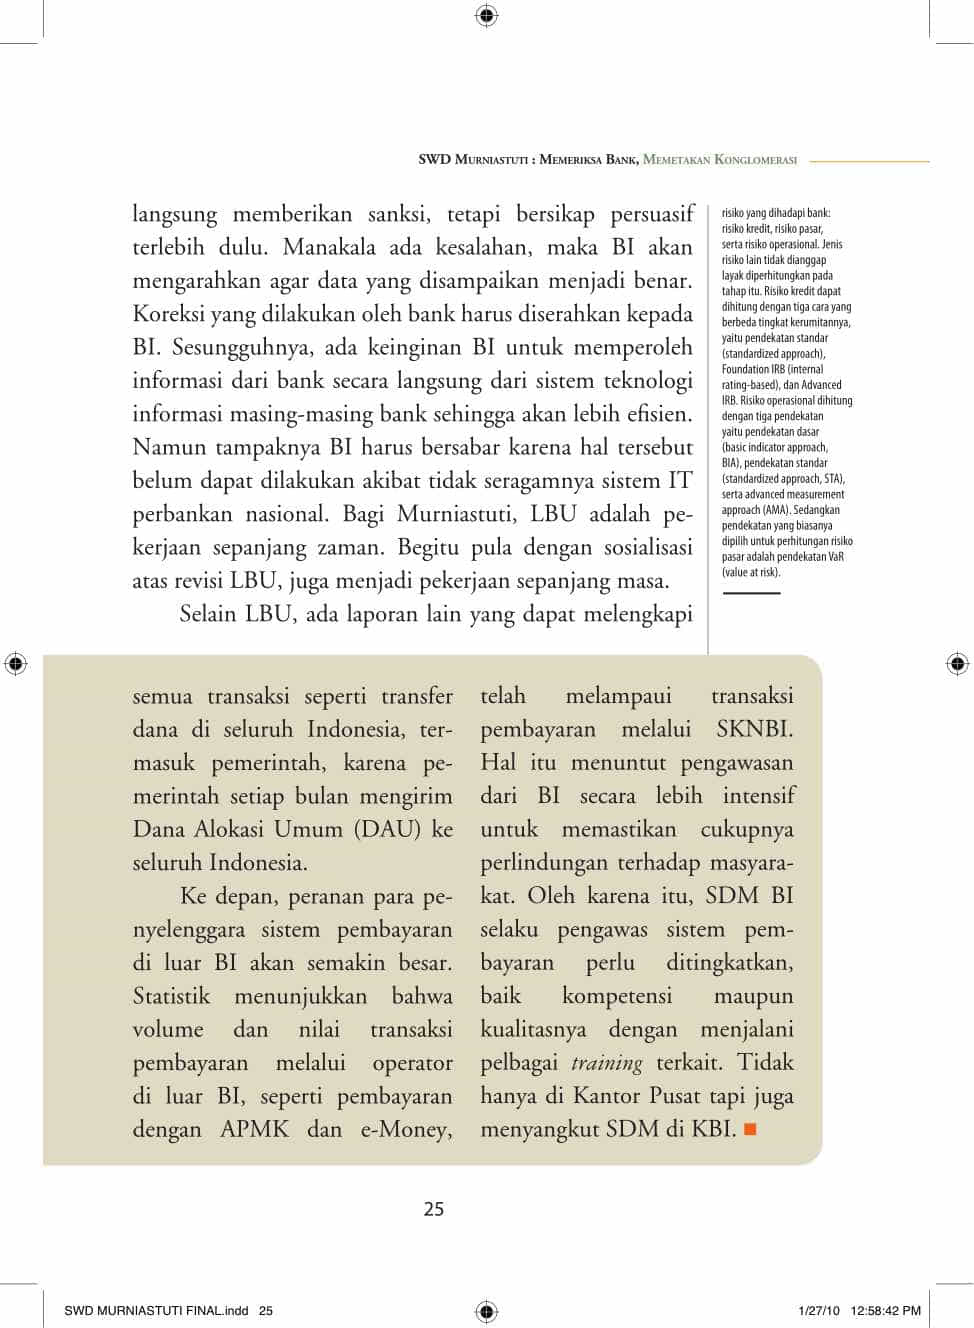 SWD Murniastuti : Memeriksa Bank, Memetakan Konglomerasi
langsung memberikan sanksi, tetapi bersikap persuasif
terlebih dulu. Manakala ada kesalahan, maka BI akan
mengarahkan agar data yang disampaikan menjadi benar.
Koreksi yang dilakukan oleh bank harus diserahkan kepada
BI. Sesungguhnya, ada keinginan BI untuk memperoleh
informasi dari bank secara langsung dari sistem teknologi
informasi masing-masing bank sehingga akan lebih efisien.
Namun tampaknya BI harus bersabar karena hal tersebut
belum dapat dilakukan akibat tidak seragamnya sistem IT
perbankan nasional. Bagi Murniastuti, LBU adalah pe-
kerjaan sepanjang zaman. Begitu pula dengan sosialisasi
atas revisi LBU, juga menjadi pekerjaan sepanjang masa.
Selain LBU, ada laporan lain yang dapat melengkapi
risiko yang dihadapi bank:
risiko kredit, risiko pasar,
serta risiko operasional. Jenis
risiko lain tidak dianggap
layak diperhitungkan pada
tahap itu. Risiko kredit dapat
dihitung dengan tiga cara yang
berbeda tingkat kerumitannya,
yaitu pendekatan standar
(standardized approach),
Foundation IRB (internal
rating-based), dan Advanced
IRB. Risiko operasional dihitung
dengan tiga pendekatan
yaitu pendekatan dasar
(basic indicator approach,
BIA), pendekatan standar
(standardized approach, STA),
serta advanced measurement
approach (AMA). Sedangkan
pendekatan yang biasanya
dipilih untuk perhitungan risiko
pasar adalah pendekatan VaR
(value at risk).
semua transaksi seperti transfer
dana di seluruh Indonesia, ter-
masuk pemerintah, karena pe-
merintah setiap bulan mengirim
Dana Alokasi Umum (DAU) ke
seluruh Indonesia.
Ke depan, peranan para pe-
nyelenggara sistem pembayaran
di luar BI akan semakin besar.
Statistik menunjukkan bahwa
volume dan nilai transaksi
pembayaran melalui operator
di luar BI, seperti pembayaran
dengan APMK dan e-Money,
telah melampaui transaksi
pembayaran melalui SKNBI.
Hal itu menuntut pengawasan
dari BI secara lebih intensif
untuk memastikan cukupnya
perlindungan terhadap masyara-
kat. Oleh karena itu, SDM BI
selaku pengawas sistem pem-
bayaran perlu ditingkatkan,
baik kompetensi maupun
kualitasnya dengan menjalani
pelbagai training terkait. Tidak
hanya di Kantor Pusat tapi juga
menyangkut SDM di KBI.
25
SWD MURNIASTUTI FINAL.indd 25
1/27/10 12:58:42 PM